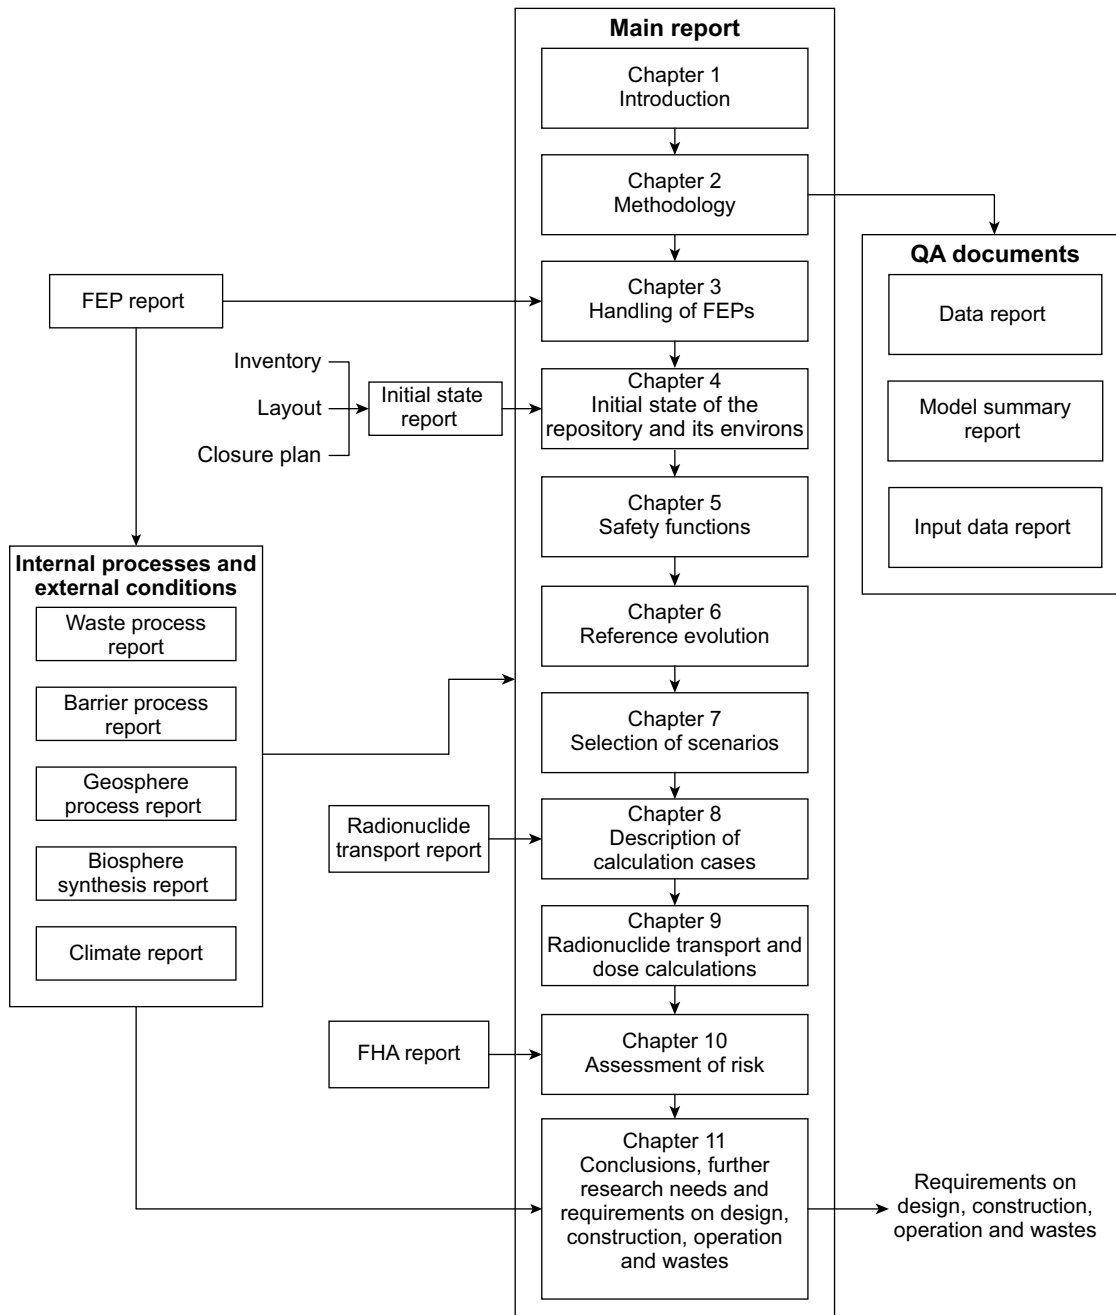 Main report
Chapter 1
Introduction
Chapter 2
Methodology
QA documents
Data report
Model summary
report
Input data report
FEP report
Chapter 3
Handling of FEPs
Inventory
Layout
Closure plan
Initial state
report
Chapter 4
Initial state of the
repository and its environs
Chapter 5
Safety functions
Internal processes and
external conditions
Waste process
report
Barrier process
report
Geosphere
process report
Biosphere
synthesis report
Climate report
Chapter 6
Reference evolution
Chapter 7
Selection of scenarios
Radionuclide
transport report
Chapter 8
Description of
calculation cases
Chapter 9
Radionuclide transport and
dose calculations
FHA report
Chapter 10
Assessment of risk
Chapter 11
Conclusions, further
research needs and
requirements on design,
construction, operation
and wastes
Requirements on
design, construction,
operation and wastes